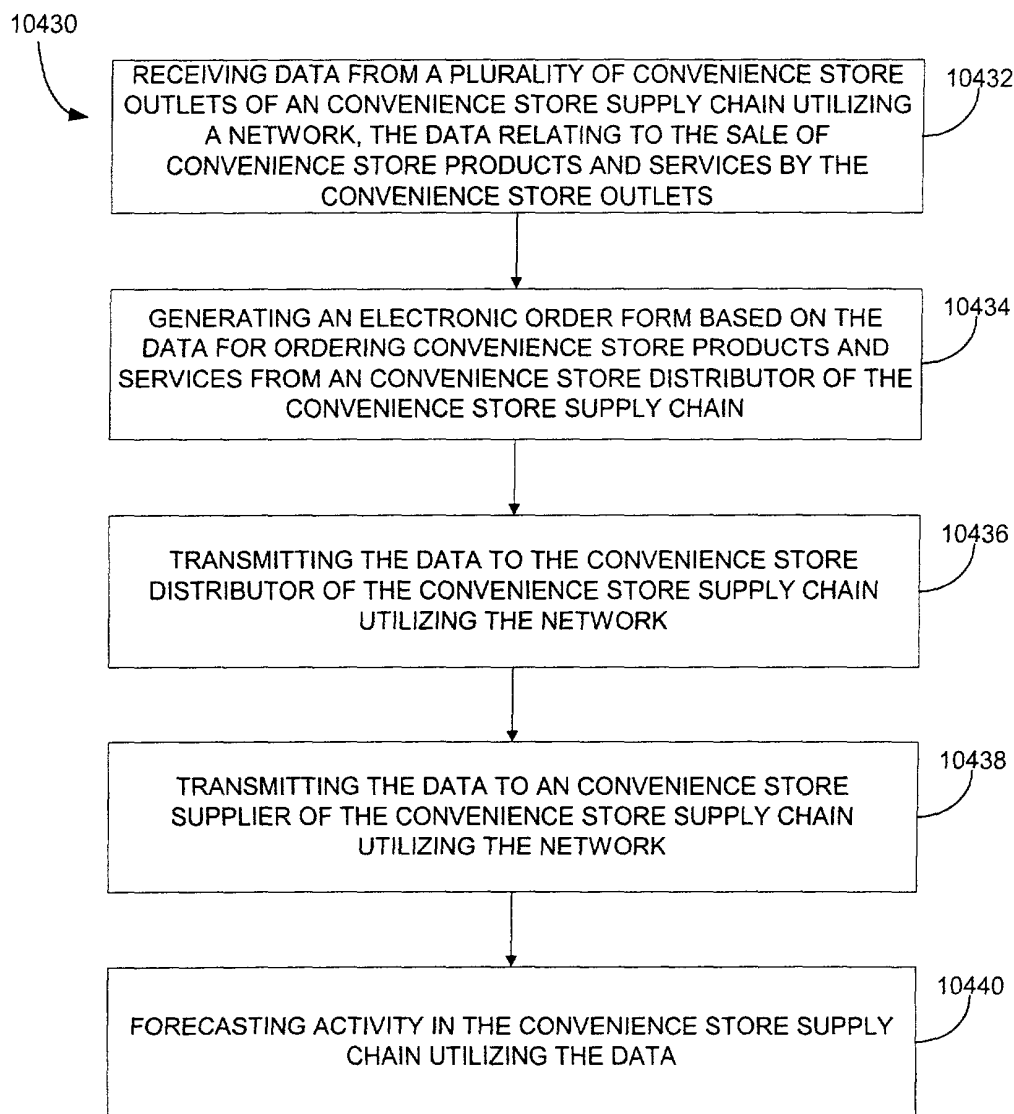 10430
RECEIVING DATA FROM A PLURALITY OF CONVENIENCE STORE
OUTLETS OF AN CONVENIENCE STORE SUPPLY CHAIN UTILIZING
A NETWORK, THE DATA RELATING TO THE SALE OF
CONVENIENCE STORE PRODUCTS AND SERVICES BY THE
CONVENIENCE STORE OUTLETS
10432
GENERATING AN ELECTRONIC ORDER FORM BASED ON THE
DATA FOR ORDERING CONVENIENCE STORE PRODUCTS AND
SERVICES FROM AN CONVENIENCE STORE DISTRIBUTOR OF THE
CONVENIENCE STORE SUPPLY CHAIN
10434
TRANSMITTING THE DATA TO THE CONVENIENCE STORE
DISTRIBUTOR OF THE CONVENIENCE STORE SUPPLY CHAIN
UTILIZING THE NETWORK
10436
TRANSMITTING THE DATA TO AN CONVENIENCE STORE
SUPPLIER OF THE CONVENIENCE STORE SUPPLY CHAIN
UTILIZING THE NETWORK
10438
FORECASTING ACTIVITY IN THE CONVENIENCE STORE SUPPLY
CHAIN UTILIZING THE DATA
10440